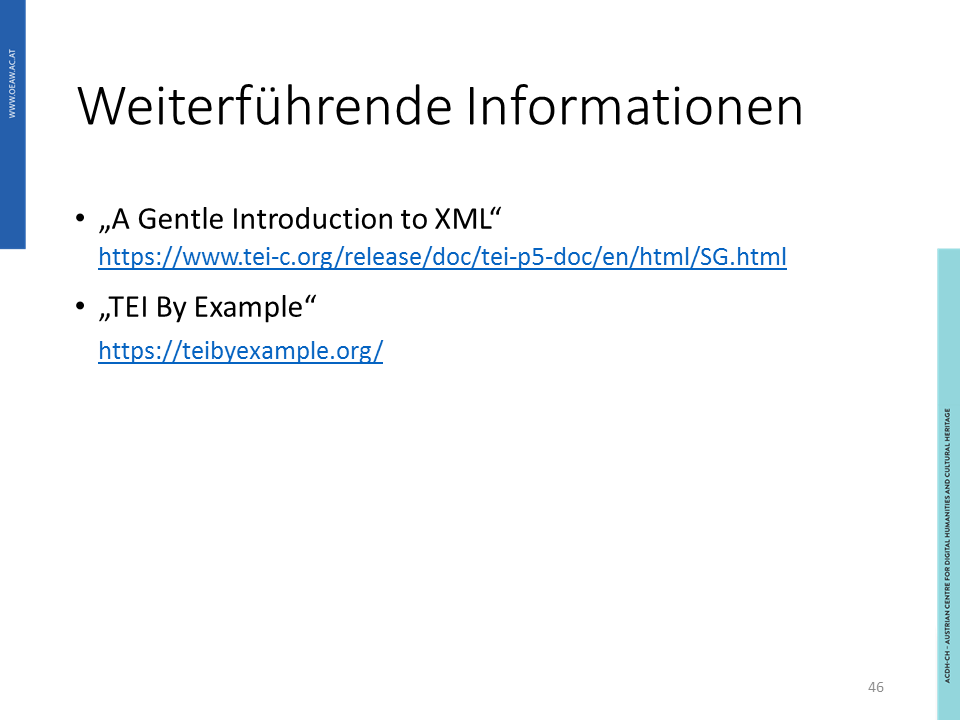 WWW.OEAW.AC.AT
Weiterführende Informationen
• „A Gentle Introduction to XML“
https://www.tei-c.org/release/doc/tei-p5-doc/en/html/SG.html
• „TEI By Example“
https://teibyexample.org/
ACDH-CH – AUSTRIAN CENTRE FOR DIGITAL HUMANITIES AND CULTURAL HERITAGE
46